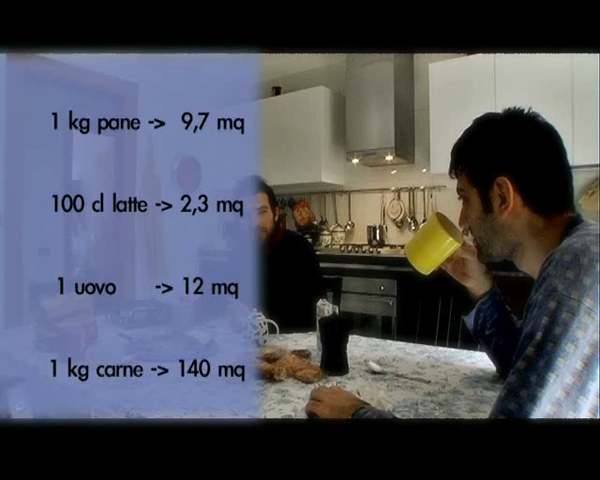 1 kg pane -> 9,7 mq
100 cl latte -> 2,3 mq
1 uovo -> 12 mq
1 kg carne -> 140 mq